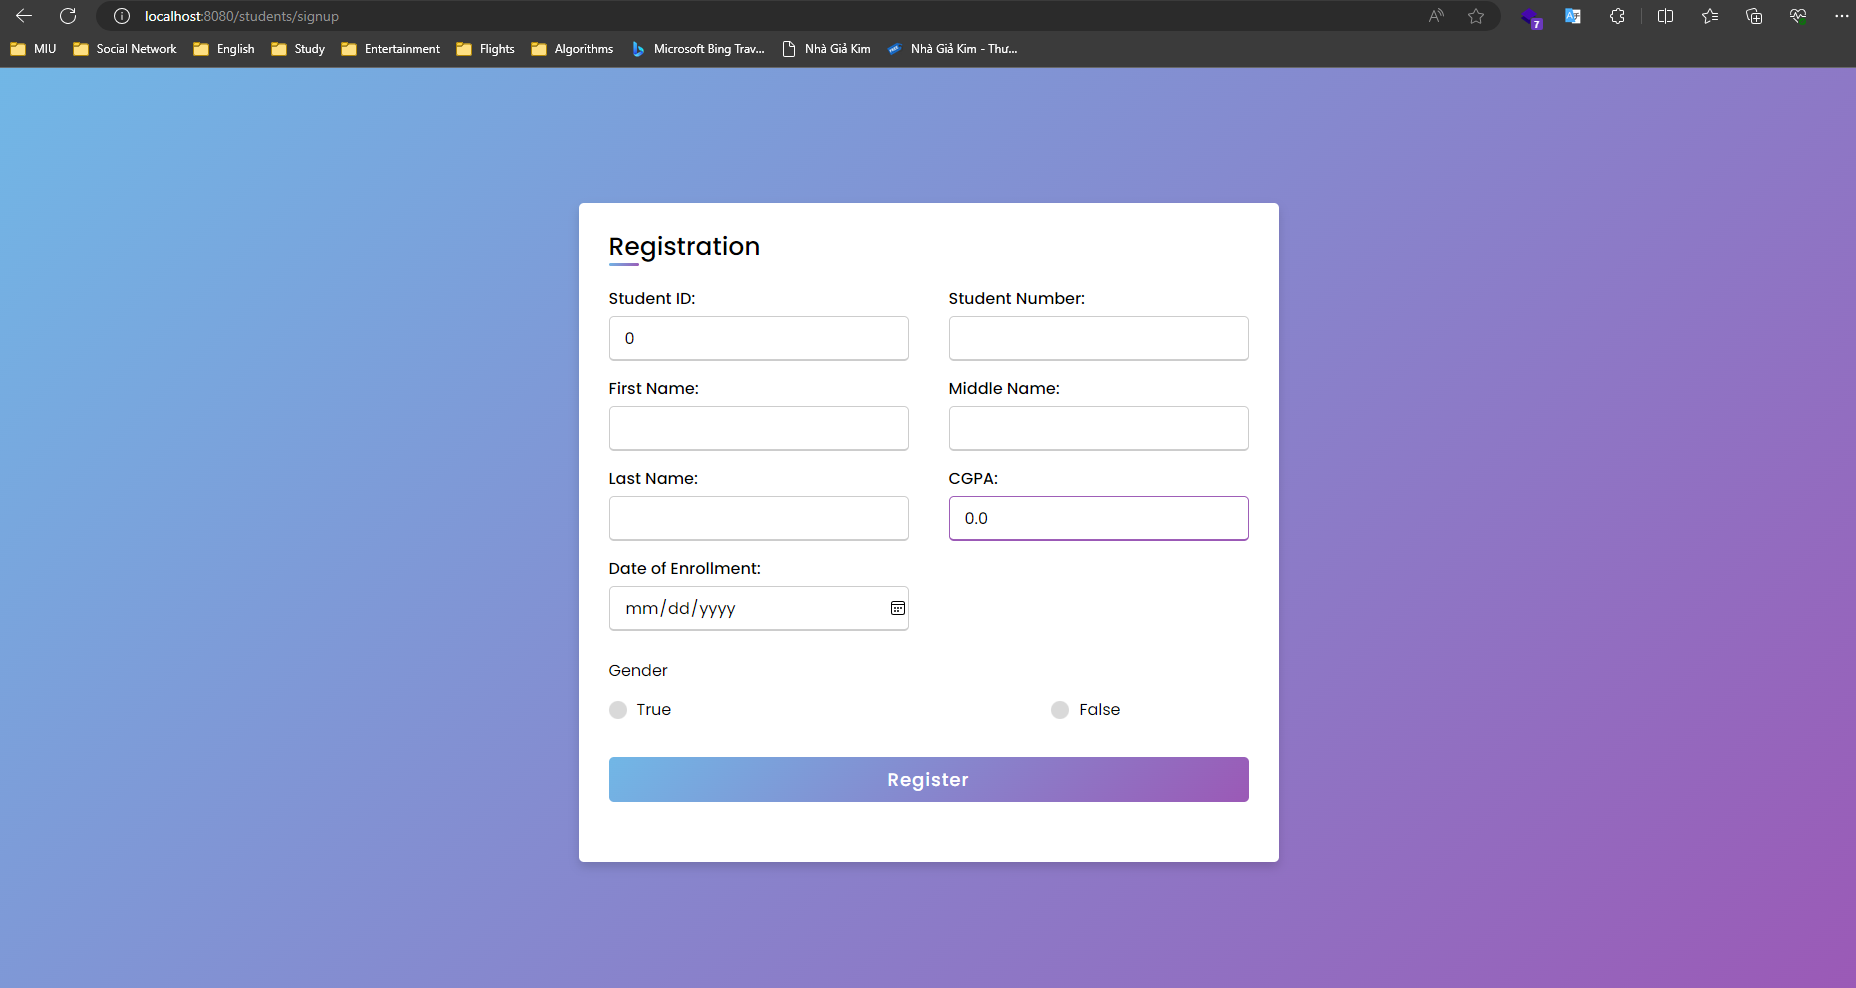 localhost:8080/students/signup
7
MIU Social Network English Study Entertainment Flights Algorithms Microsoft Bing Trav... Nhà Giả Kim Nhà Giả Kim - Thư...
Registration
Student ID: Student Number:
0
First Name: Middle Name:
Last Name: CGPA:
0.0
Date of Enrollment:
mm/dd/yyyy
Gender
True False
Register